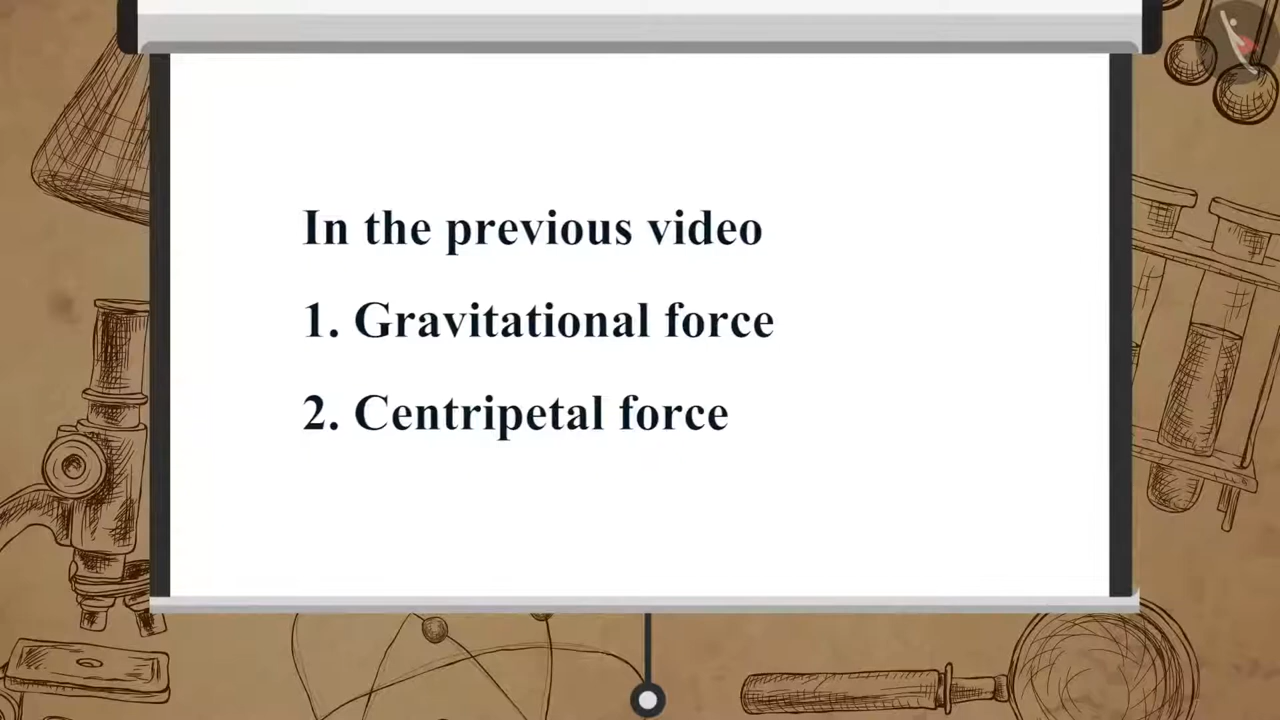 In the previous video
1. Gravitational force
2. Centripetal force